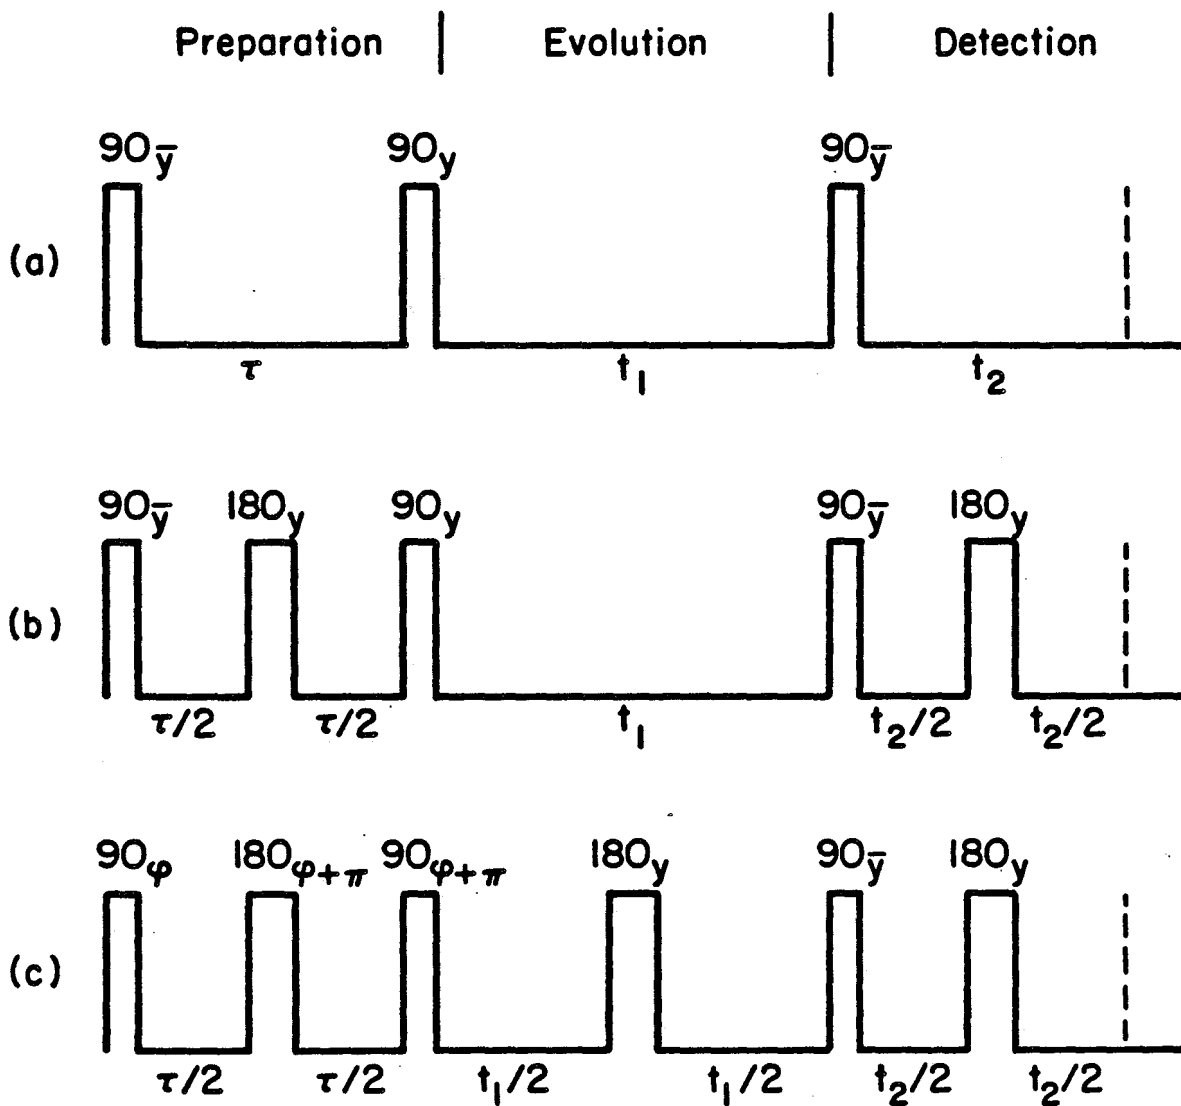 Preparation | Evolution | Detection
90ȳ 90y 90ȳ
(a)
τ t₁ t₂
90ȳ 180y 90y 90ȳ 180y
(b)
τ/2 τ/2 t₁ t₂/2 t₂/2
90φ 180φ+π 90φ+π 180y 90ȳ 180y
(c)
τ/2 τ/2 t₁/2 t₁/2 t₂/2 t₂/2